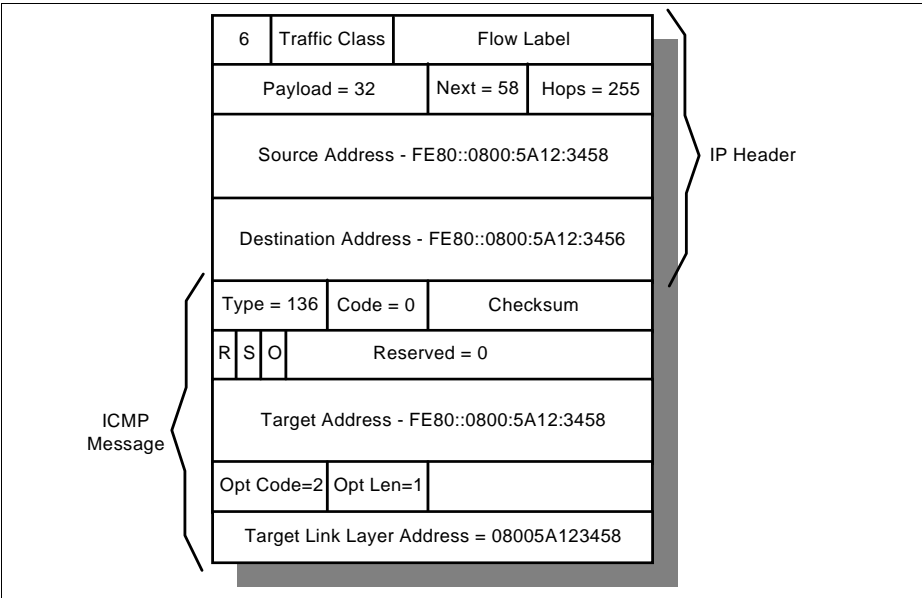 6 Traffic Class Flow Label
Payload = 32 Next = 58 Hops = 255
Source Address - FE80::0800:5A12:3458
IP Header
Destination Address - FE80::0800:5A12:3456
Type = 136 Code = 0 Checksum
R S O Reserved = 0
Target Address - FE80::0800:5A12:3458
ICMP
Message
Opt Code=2 Opt Len=1
Target Link Layer Address = 08005A123458